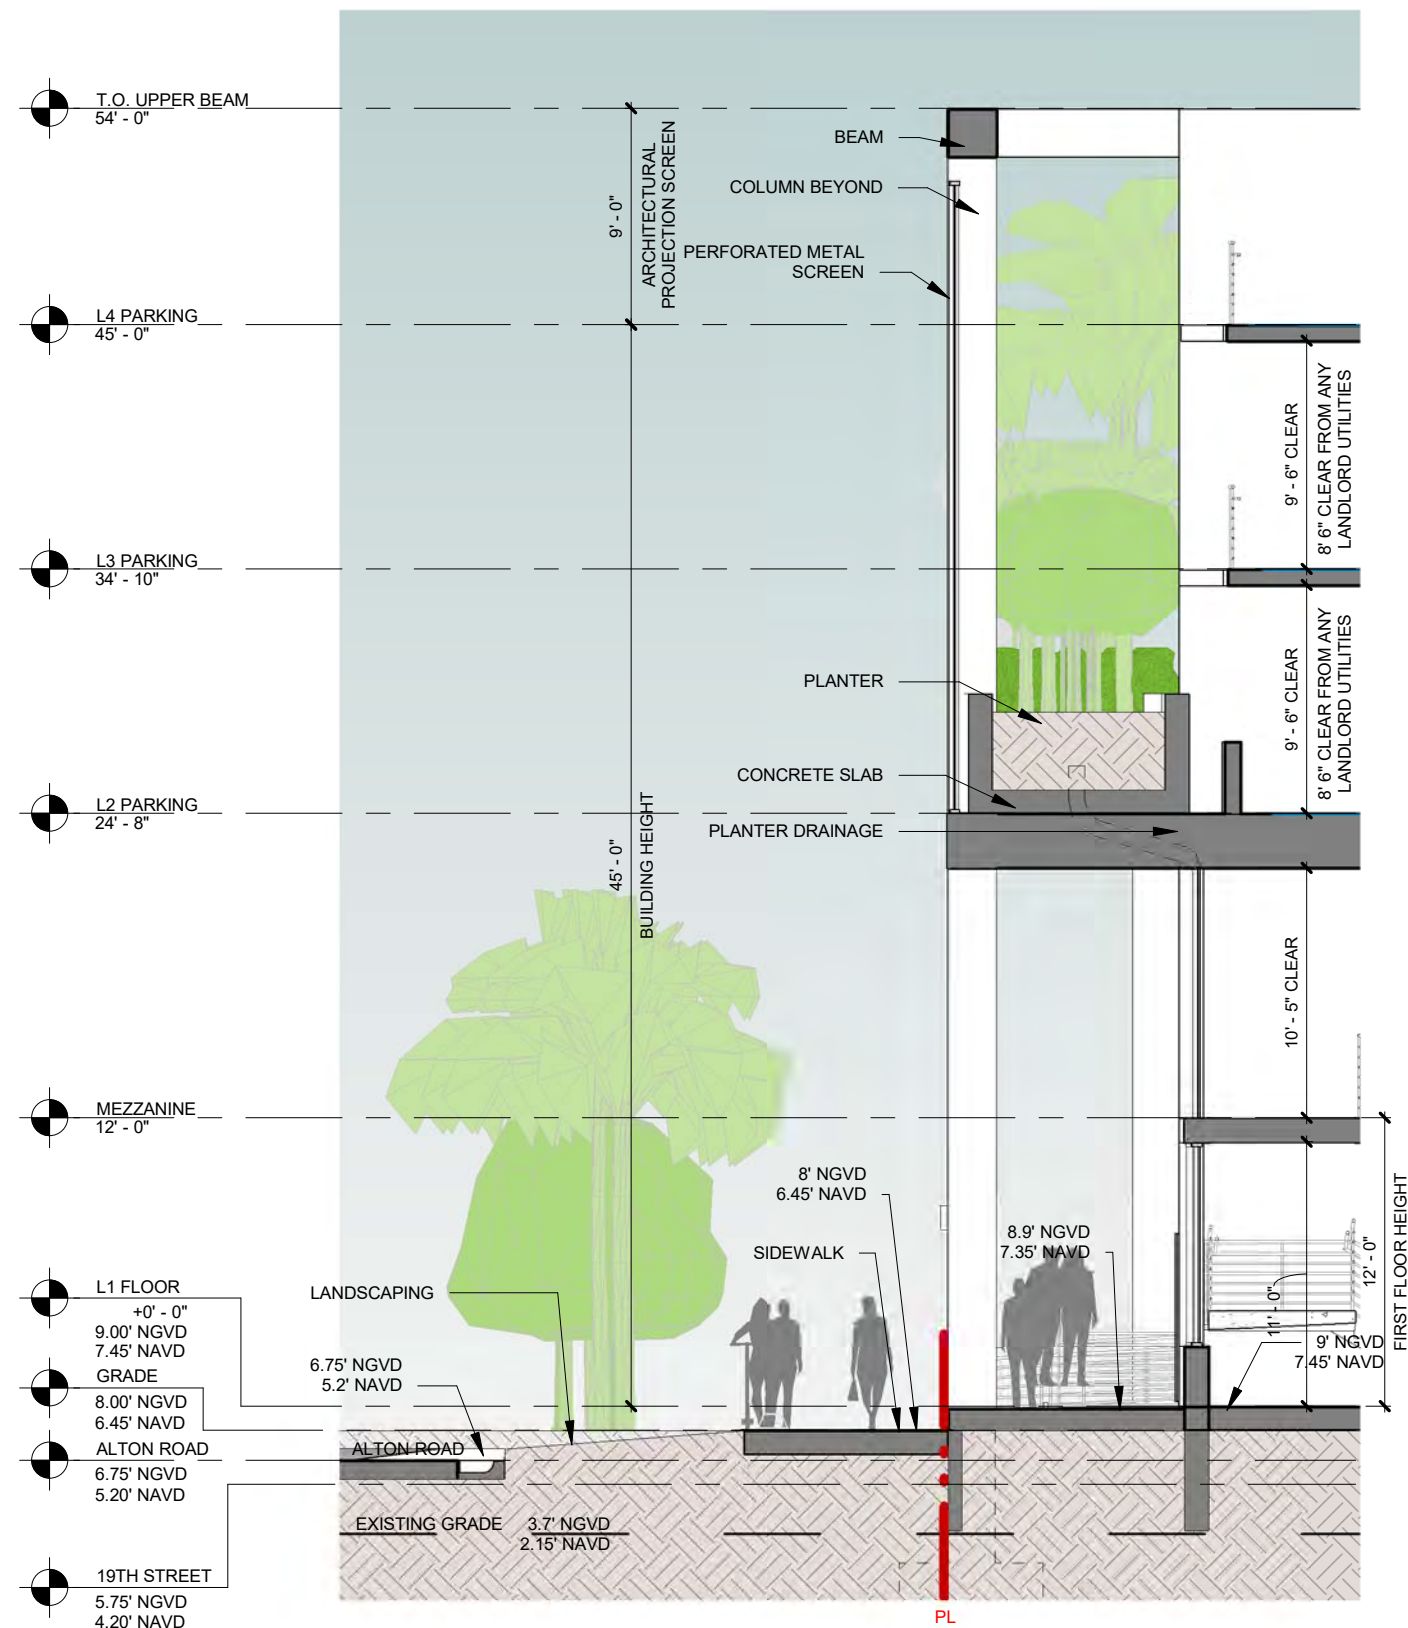 T.O. UPPER BEAM
54' - 0"
L4 PARKING
45' - 0"
L3 PARKING
34' - 10"
L2 PARKING
24' - 8"
MEZZANINE
12' - 0"
L1 FLOOR
+0' - 0"
9.00' NGVD
7.45' NAVD
GRADE
8.00' NGVD
6.45' NAVD
ALTON ROAD
6.75' NGVD
5.20' NAVD
19TH STREET
5.75' NGVD
4.20' NAVD
9' - 0"
ARCHITECTURAL
PROJECTION SCREEN
45' - 0"
BUILDING HEIGHT
BEAM
COLUMN BEYOND
PERFORATED METAL
SCREEN
PLANTER
CONCRETE SLAB
PLANTER DRAINAGE
9' - 6" CLEAR
8' 6" CLEAR FROM ANY
LANDLORD UTILITIES
9' - 6" CLEAR
8' 6" CLEAR FROM ANY
LANDLORD UTILITIES
10' - 5" CLEAR
8' NGVD
6.45' NAVD
SIDEWALK
8.9' NGVD
7.35' NAVD
LANDSCAPING
6.75' NGVD
5.2' NAVD
11' - 0"
12' - 0"
FIRST FLOOR HEIGHT
9' NGVD
7.45' NAVD
ALTON ROAD
EXISTING GRADE
3.7' NGVD
2.15' NAVD
PL